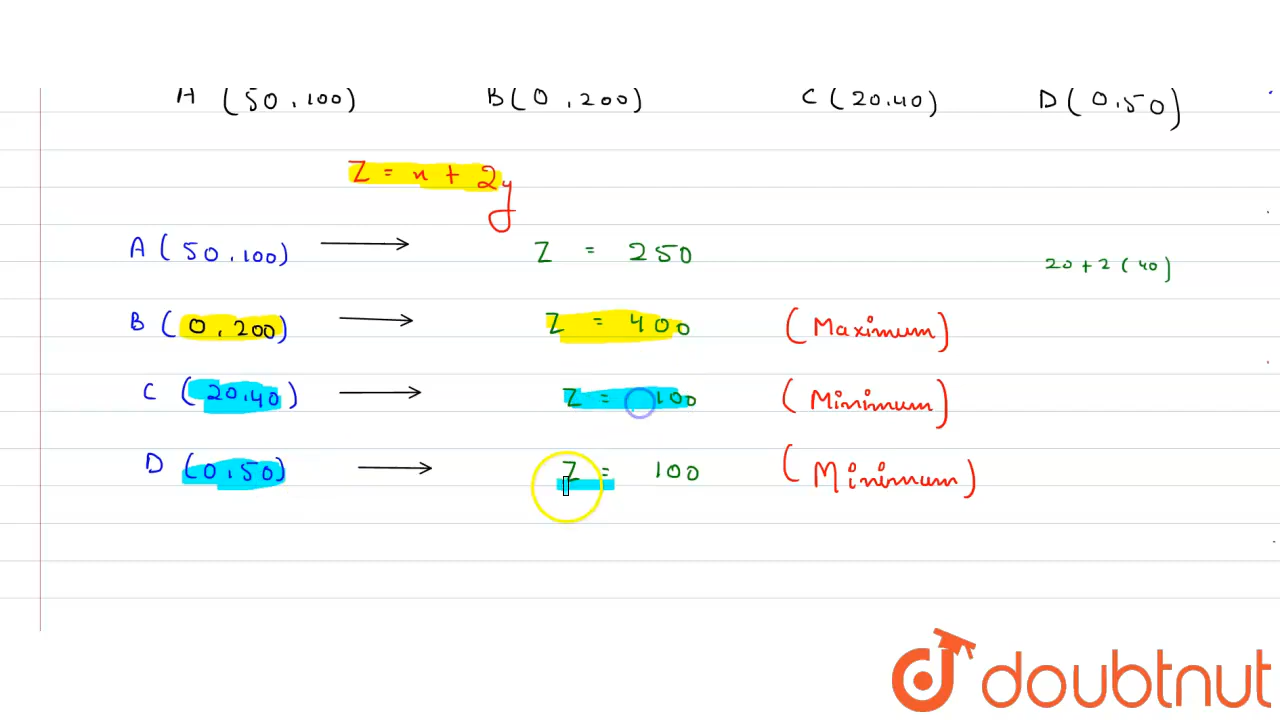 A (50,100) B(0,200) C (20,40) D(0,50)
Z = x + 2y
A (50,100) → Z = 250
20 + 2 (40)
B (0,200) → Z = 400 (Maximum)
C (20,40) → Z = 100 (Minimum)
D (0,50) → Z = 100 (Minimum)
doubtnut